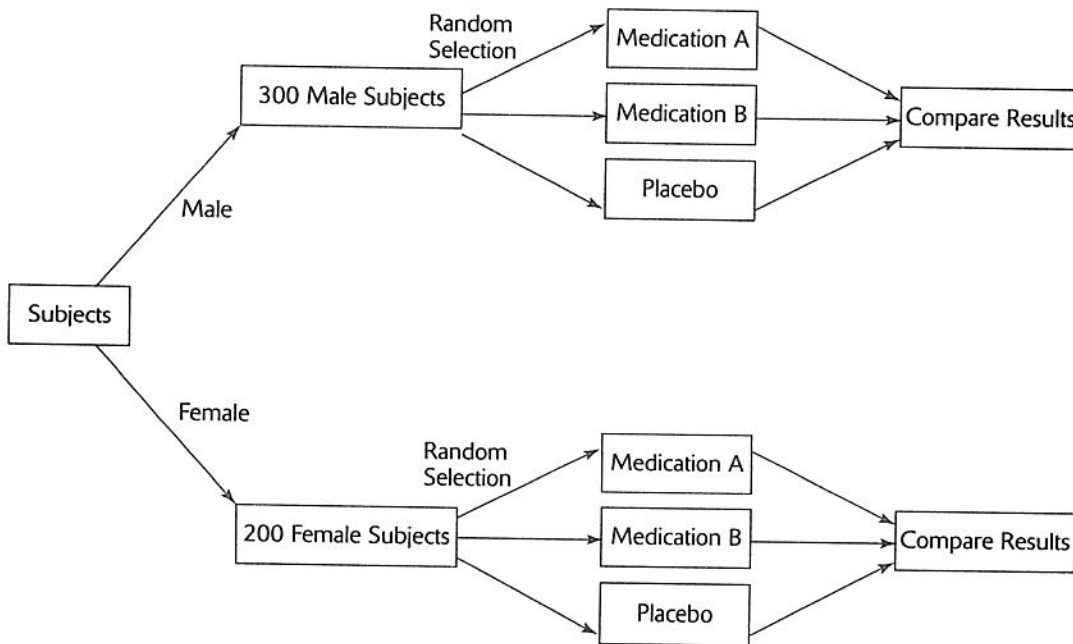 Random
Selection
Medication A
300 Male Subjects
Medication B
Compare Results
Placebo
Male
Subjects
Female
Random
Selection
Medication A
200 Female Subjects
Medication B
Compare Results
Placebo